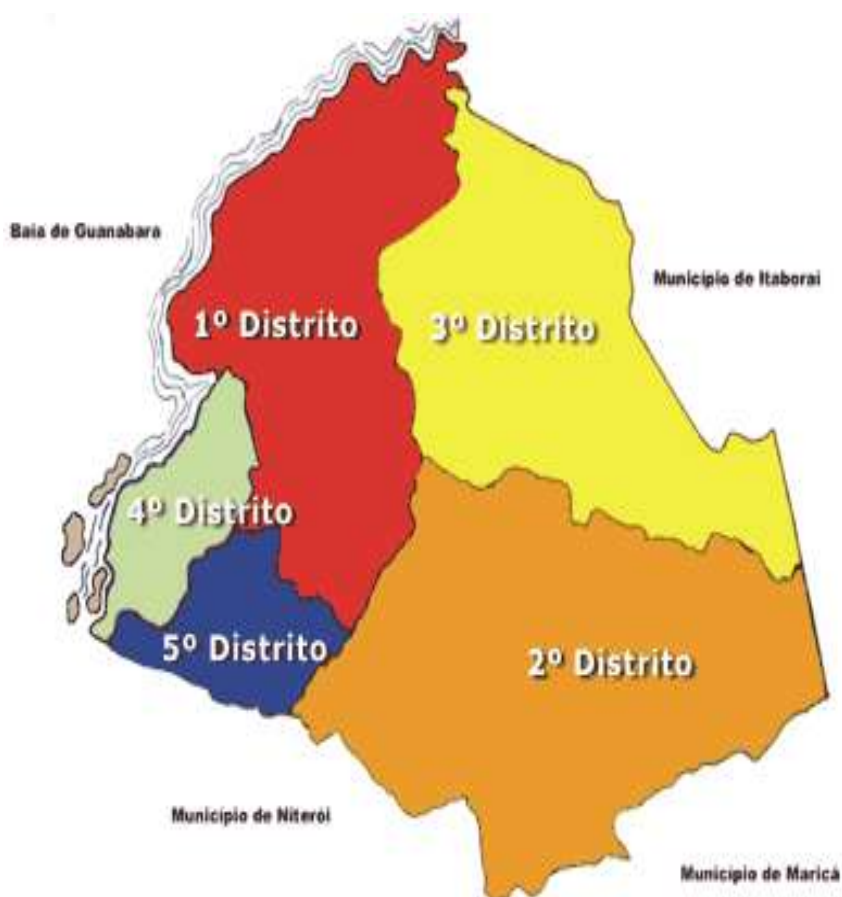 Baia de Guanabara
Município de Itaborai
1º Distrito
3º Distrito
4º Distrito
5º Distrito
2º Distrito
Município de Niterói
Município de Maricá